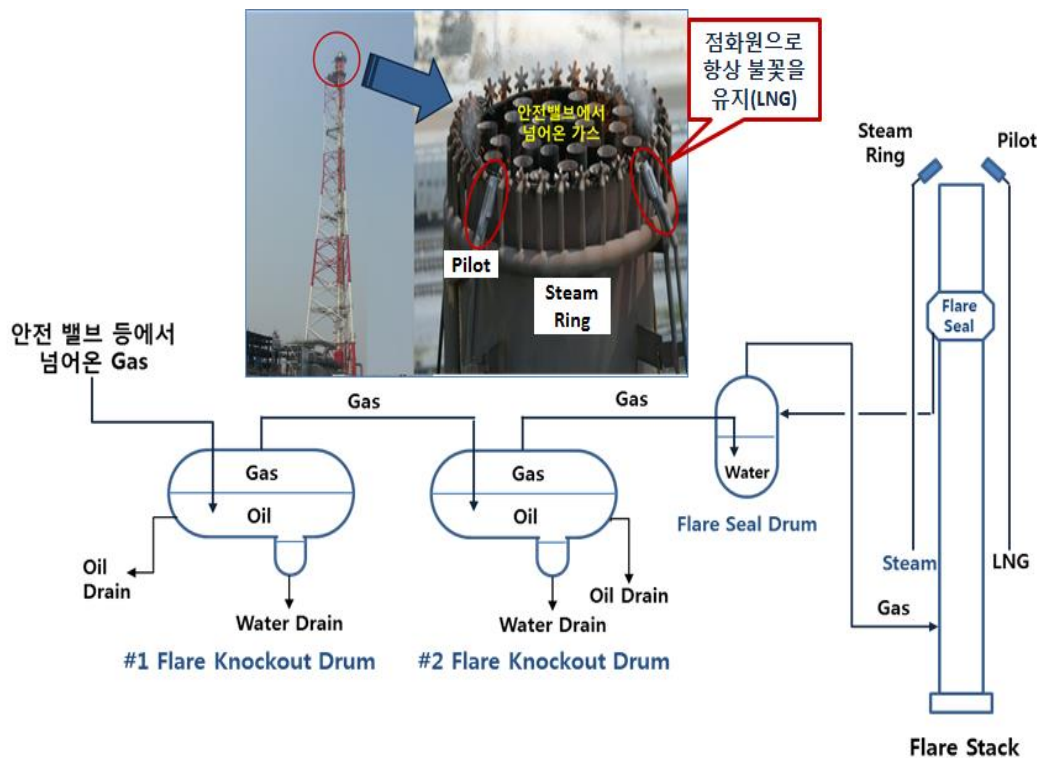 점화원으로
항상 불꽃을
유지(LNG)
안전밸브에서
넘어온 가스
Pilot
Steam
Ring
Steam
Ring
Pilot
Flare
Seal
안전 밸브 등에서
넘어온 Gas
Gas
Gas
Gas
Oil
Gas
Oil
Water
Flare Seal Drum
Oil
Drain
Water Drain
Oil Drain
Water Drain
Steam
LNG
Gas
#1 Flare Knockout Drum
#2 Flare Knockout Drum
Flare Stack